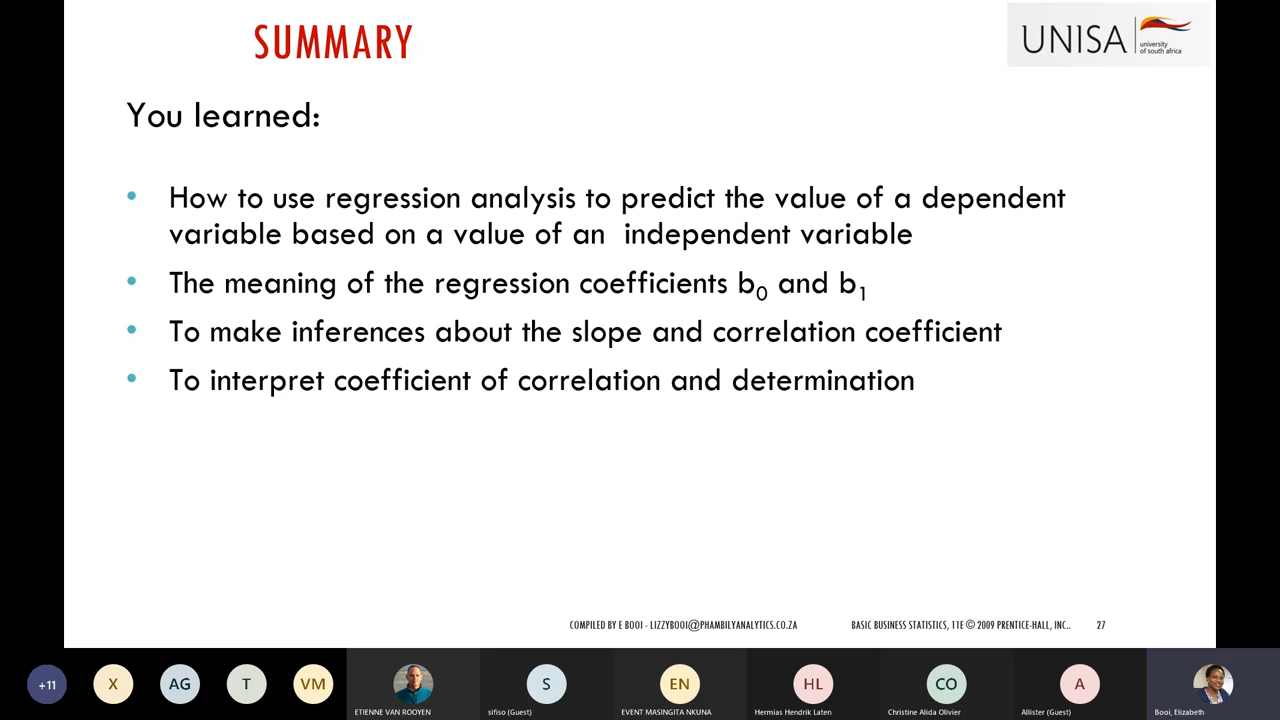 SUMMARY
UNISA
university
of south africa
You learned:
• How to use regression analysis to predict the value of a dependent
variable based on a value of an independent variable
• The meaning of the regression coefficients b0 and b1
• To make inferences about the slope and correlation coefficient
• To interpret coefficient of correlation and determination
COMPILED BY E BOOI - LIZZYBOOI@PHAMBILYANALYTICS.CO.ZA
BASIC BUSINESS STATISTICS, 11E © 2009 PRENTICE-HALL, INC..
27
+11
X
AG
T
VM
ETIENNE VAN ROOYEN
S
sifiso (Guest)
EN
EVENT MASINGITA NKUNA
HL
Hermias Hendrik Laten
CO
Christine Alida Olivier
A
Allister (Guest)
Booi, Elizabeth